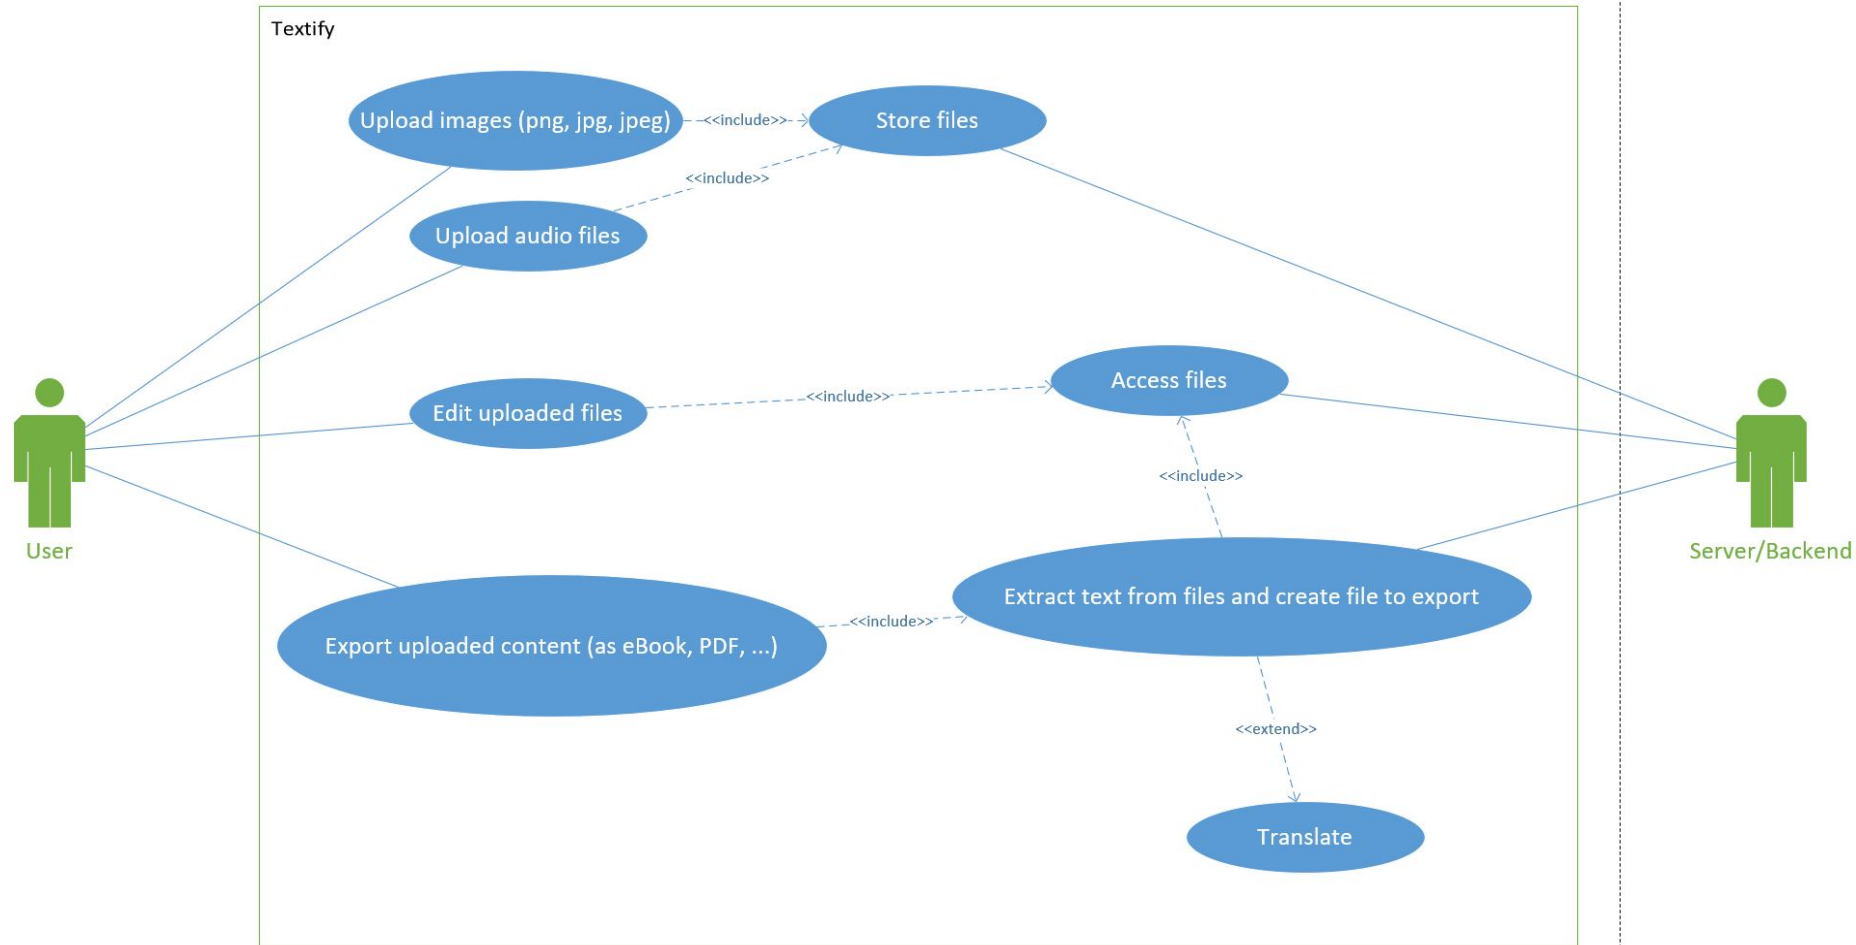 Textify
Upload images (png, jpg, jpeg)
<<include>>
Store files
<<include>>
Upload audio files
Access files
Edit uploaded files
<<include>>
<<include>>
User
Server/Backend
Extract text from files and create file to export
<<include>>
Export uploaded content (as eBook, PDF, ...)
<<extend>>
Translate